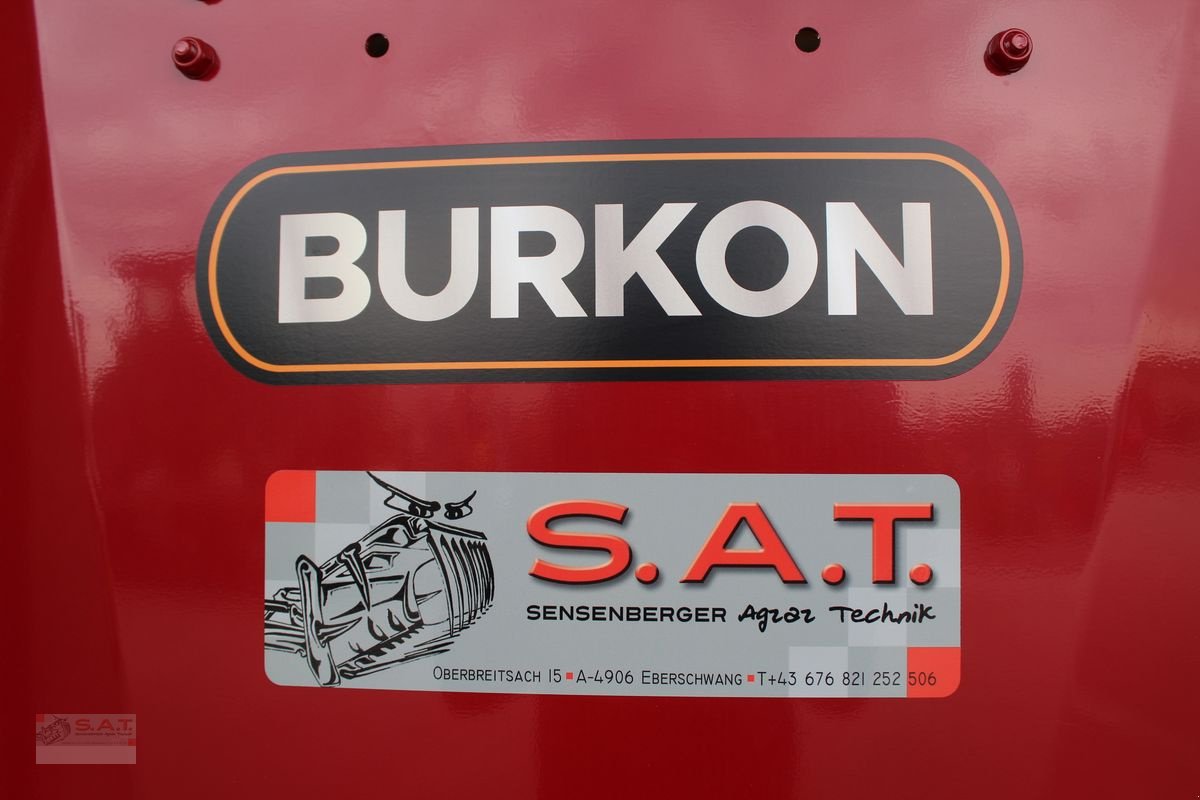 BURKON
S.A.T.
SENSENBERGER Agrar Technik
OBERBREITSACH 15 ▪ A-4906 EBERSCHWANG ▪ T+43 676 821 252 506
S.A.T.